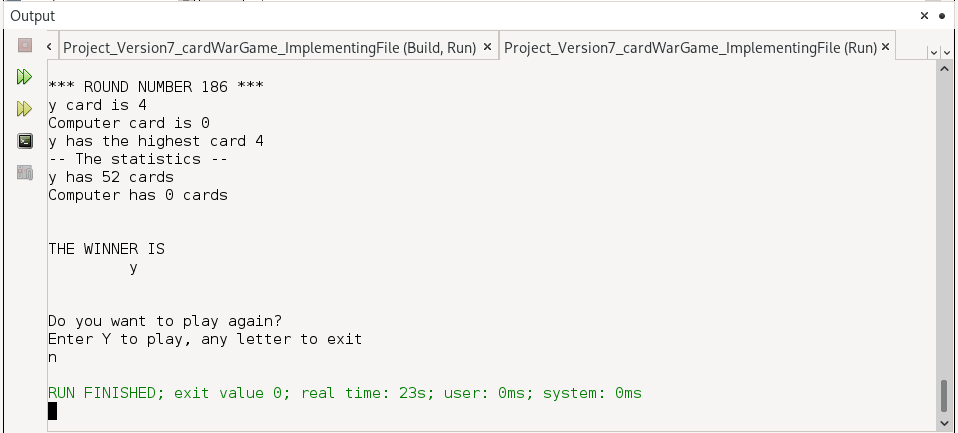 Output
Project_Version7_cardWarGame_ImplementingFile (Build, Run) × Project_Version7_cardWarGame_ImplementingFile (Run) ×
*** ROUND NUMBER 186 ***
y card is 4
Computer card is 0
y has the highest card 4
-- The statistics --
y has 52 cards
Computer has 0 cards
THE WINNER IS
y
Do you want to play again?
Enter Y to play, any letter to exit
n
RUN FINISHED; exit value 0; real time: 23s; user: 0ms; system: 0ms